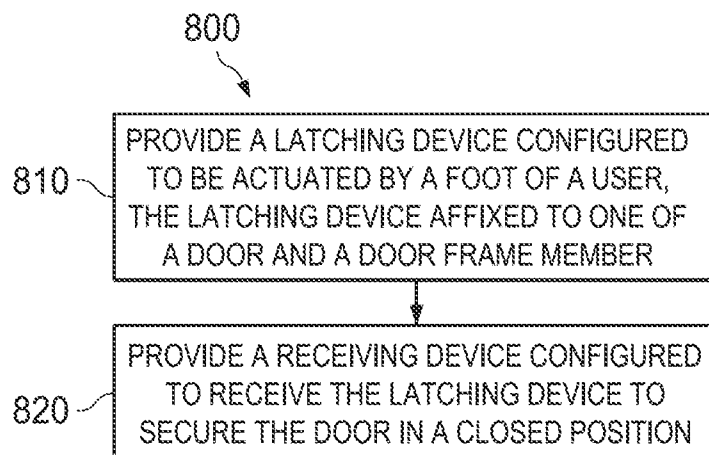 800
810
PROVIDE A LATCHING DEVICE CONFIGURED
TO BE ACTUATED BY A FOOT OF A USER,
THE LATCHING DEVICE AFFIXED TO ONE OF
A DOOR AND A DOOR FRAME MEMBER
820
PROVIDE A RECEIVING DEVICE CONFIGURED
TO RECEIVE THE LATCHING DEVICE TO
SECURE THE DOOR IN A CLOSED POSITION